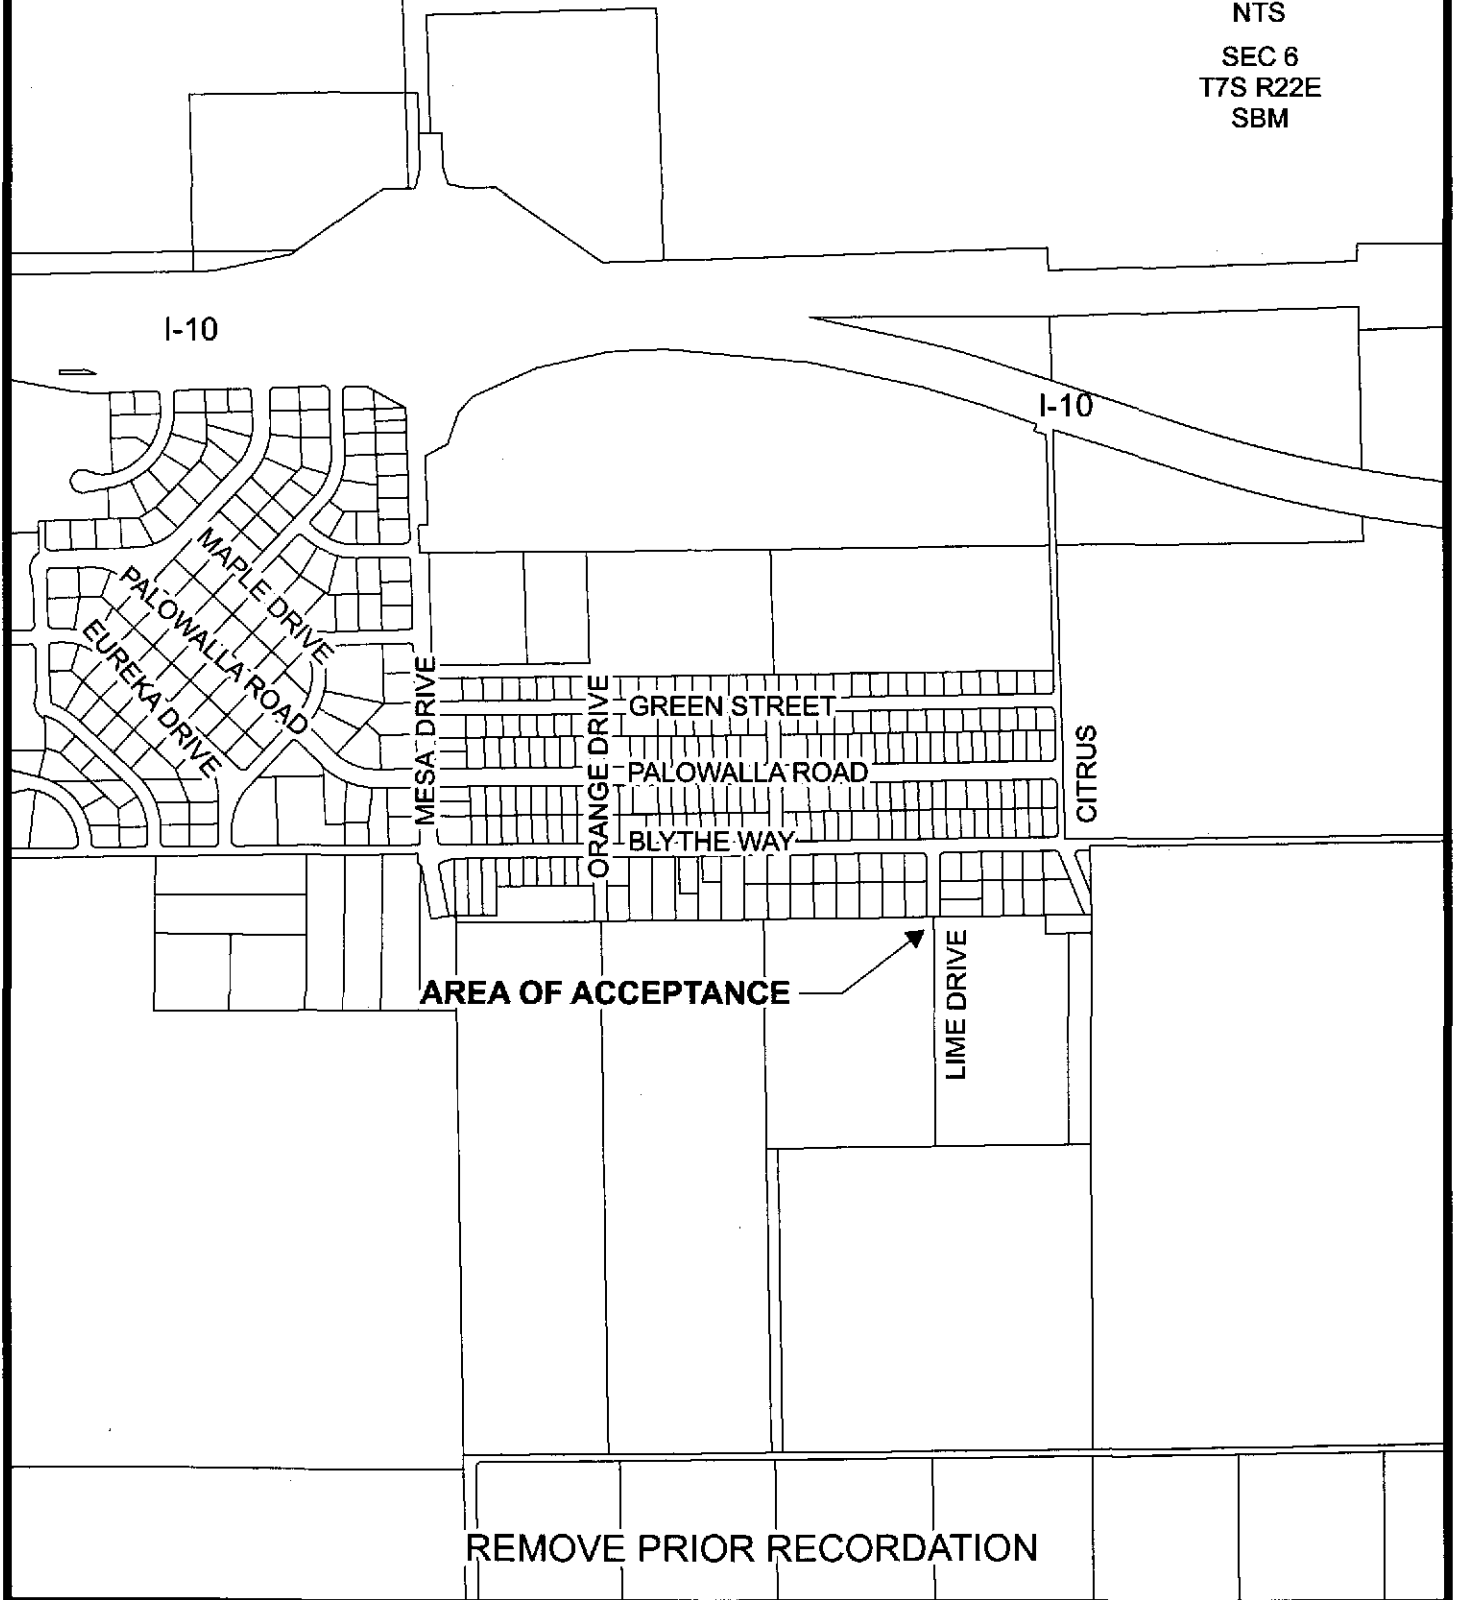 NTS
SEC 6
T7S R22E
SBM
I-10
I-10
MAPLE DRIVE
PALOWALLA ROAD
EUREKA DRIVE
MESA DRIVE
ORANGE DRIVE
GREEN STREET
PALOWALLA ROAD
BLYTHE WAY
CITRUS
AREA OF ACCEPTANCE
LIME DRIVE
REMOVE PRIOR RECORDATION